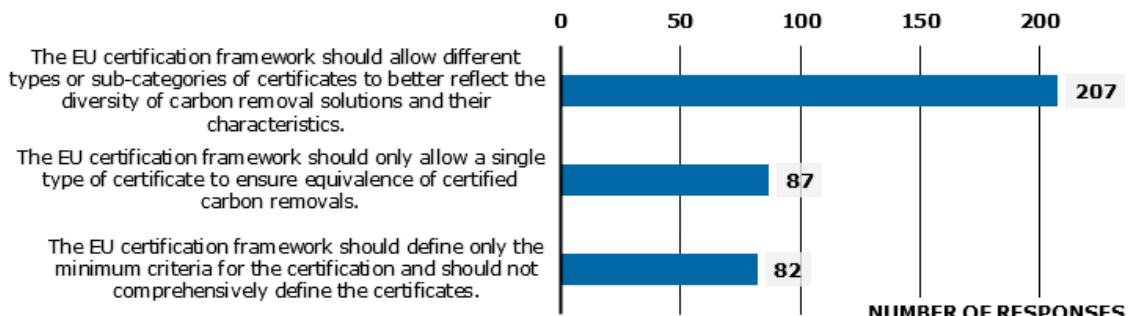 0 50 100 150 200
The EU certification framework should allow different
types or sub-categories of certificates to better reflect the
diversity of carbon removal solutions and their
characteristics.
207
The EU certification framework should only allow a single
type of certificate to ensure equivalence of certified
carbon removals.
87
The EU certification framework should define only the
minimum criteria for the certification and should not
comprehensively define the certificates.
82
NUMBER OF RESPONSES